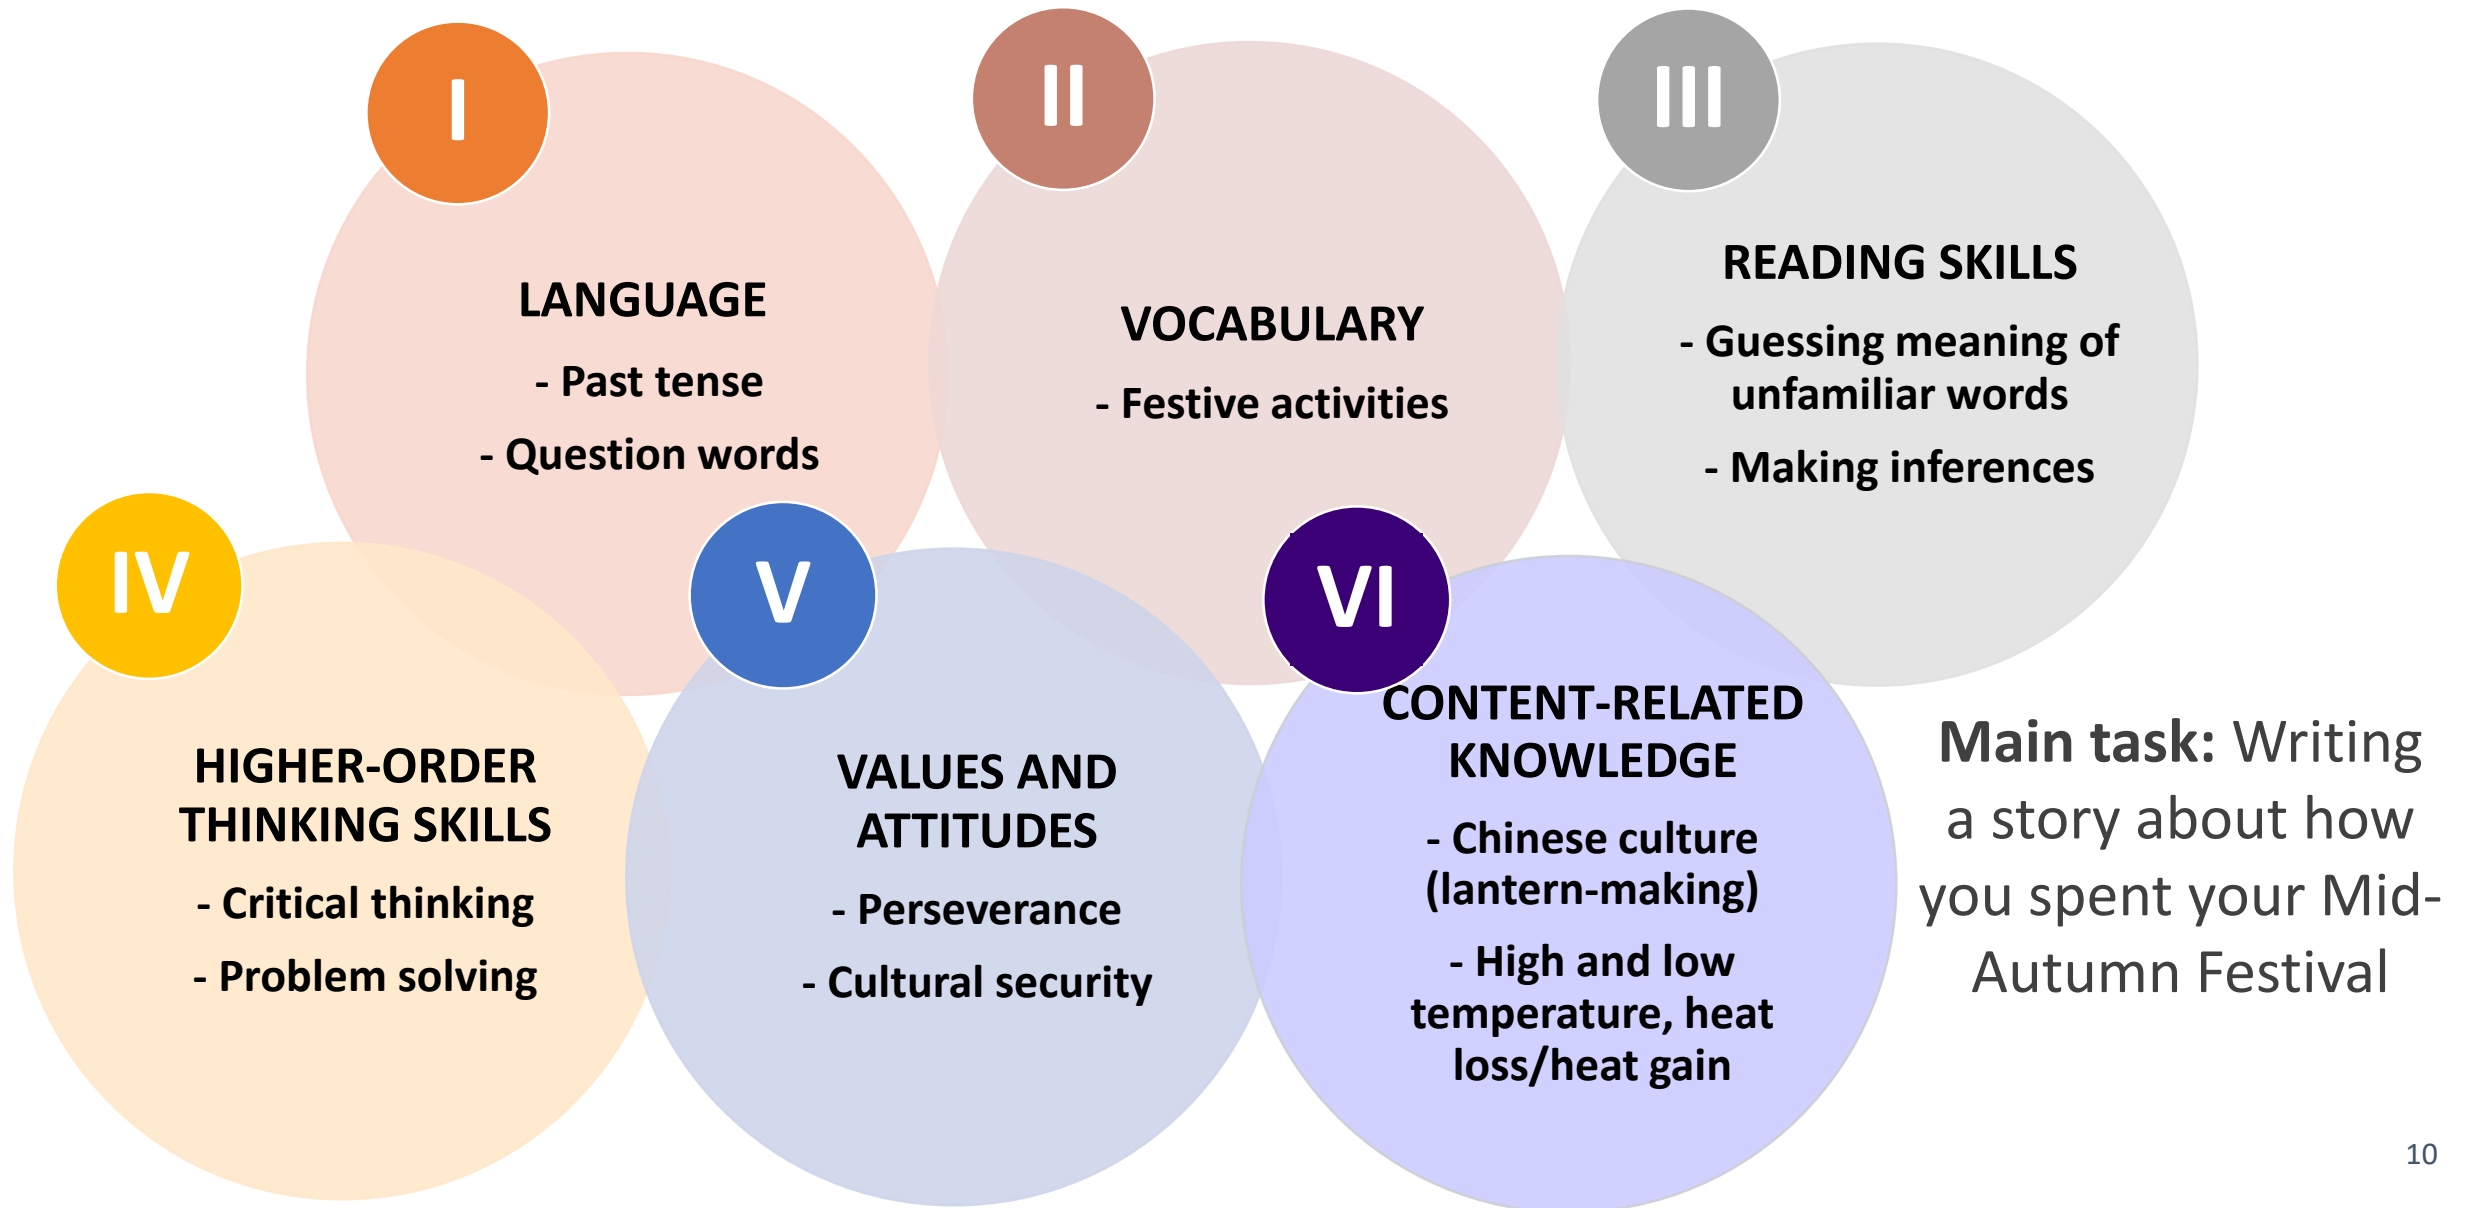 I
LANGUAGE
- Past tense
- Question words
II
VOCABULARY
- Festive activities
III
READING SKILLS
- Guessing meaning of
unfamiliar words
- Making inferences
IV
HIGHER-ORDER
THINKING SKILLS
- Critical thinking
- Problem solving
V
VALUES AND
ATTITUDES
- Perseverance
- Cultural security
VI
CONTENT-RELATED
KNOWLEDGE
- Chinese culture
(lantern-making)
- High and low
temperature, heat
loss/heat gain
Main task: Writing
a story about how
you spent your Mid-
Autumn Festival
10